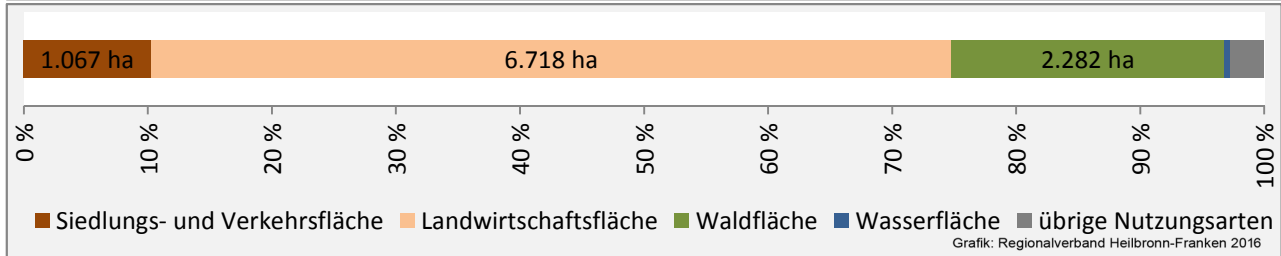 1.067 ha 6.718 ha 2.282 ha
0 % 10 % 20 % 30 % 40 % 50 % 60 % 70 % 80 % 90 % 100 %
Siedlungs- und Verkehrsfläche Landwirtschaftsfläche Waldfläche Wasserfläche übrige Nutzungsarten
Grafik: Regionalverband Heilbronn-Franken 2016